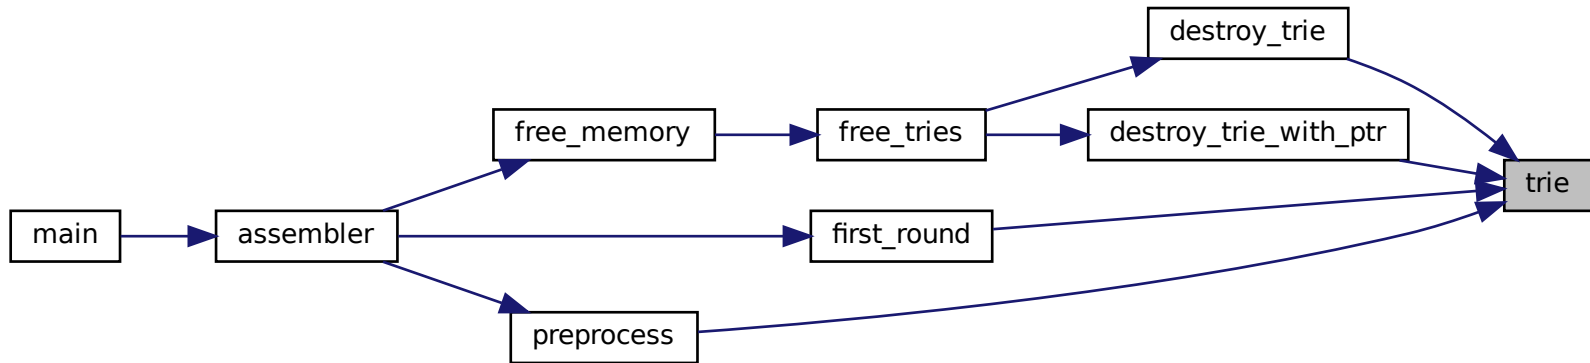 destroy_trie
free_memory
free_tries
destroy_trie_with_ptr
trie
main
assembler
first_round
preprocess